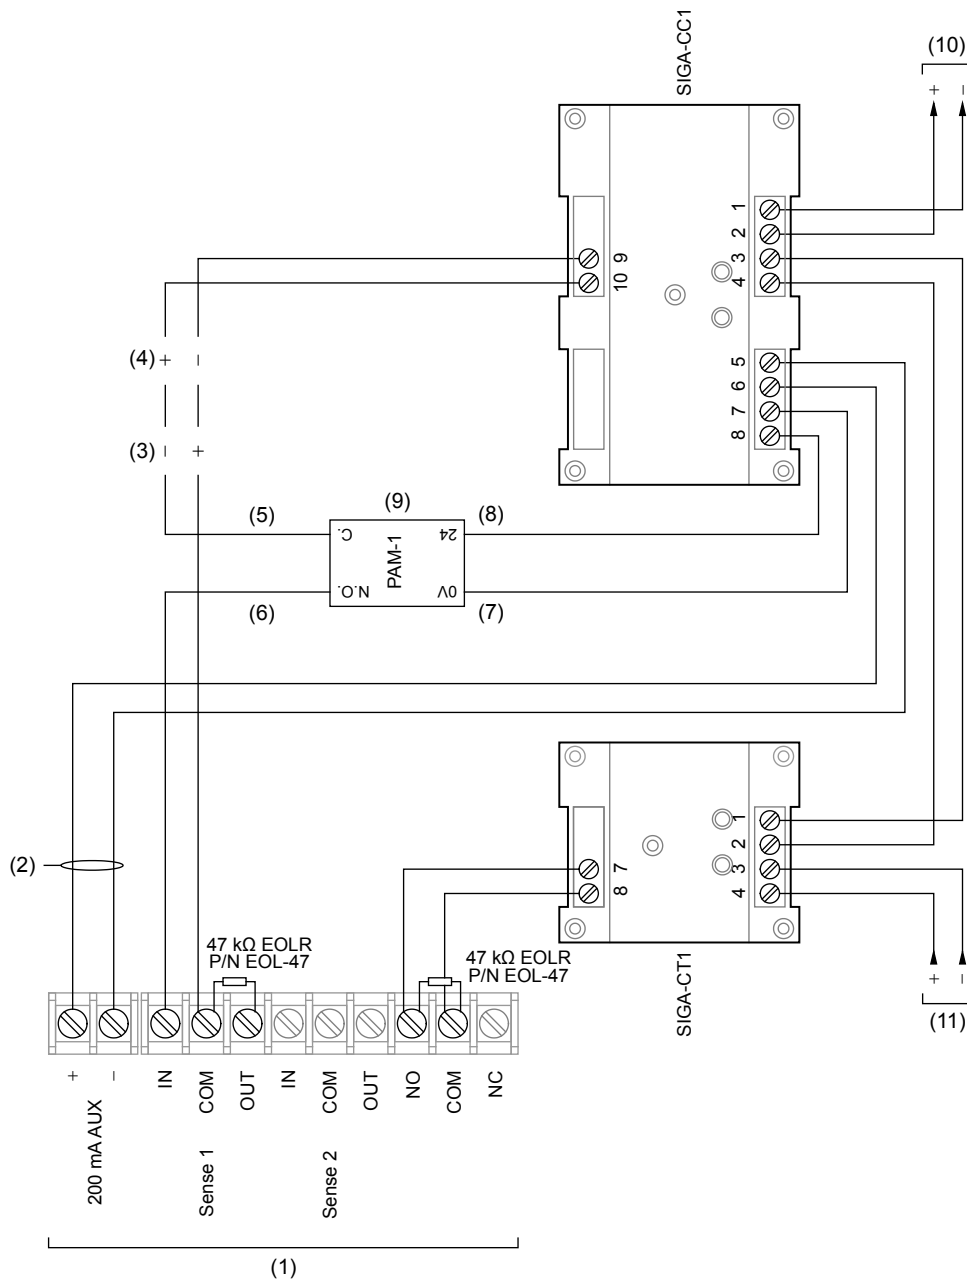 SIGA-CC1
(10)
+ −
1
2
3
4
9
10
5
6
7
8
(4) + −
(3) − +
(5)
(9)
(8)
C.
24
PAM-1
N.O.
0V
(6)
(7)
(2)
1
2
3
4
7
8
47 kΩ EOLR
P/N EOL-47
47 kΩ EOLR
P/N EOL-47
SIGA-CT1
+ −
(11)
+ − IN COM OUT IN COM OUT NO COM NC
200 mA AUX
Sense 1
Sense 2
(1)